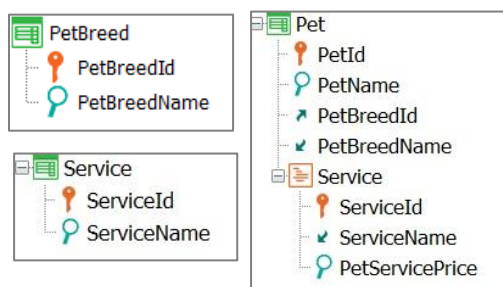 PetBreed
PetBreedId
PetBreedName
Service
ServiceId
ServiceName
Pet
PetId
PetName
PetBreedId
PetBreedName
Service
ServiceId
ServiceName
PetServicePrice